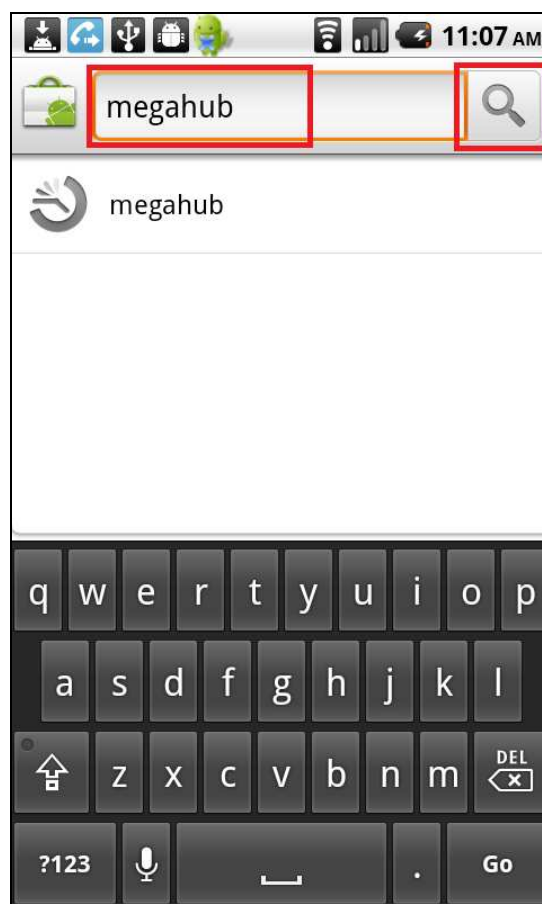 11:07 AM
megahub
megahub
q w e r t y u i o p
a s d f g h j k l
z x c v b n m DEL
?123 . Go